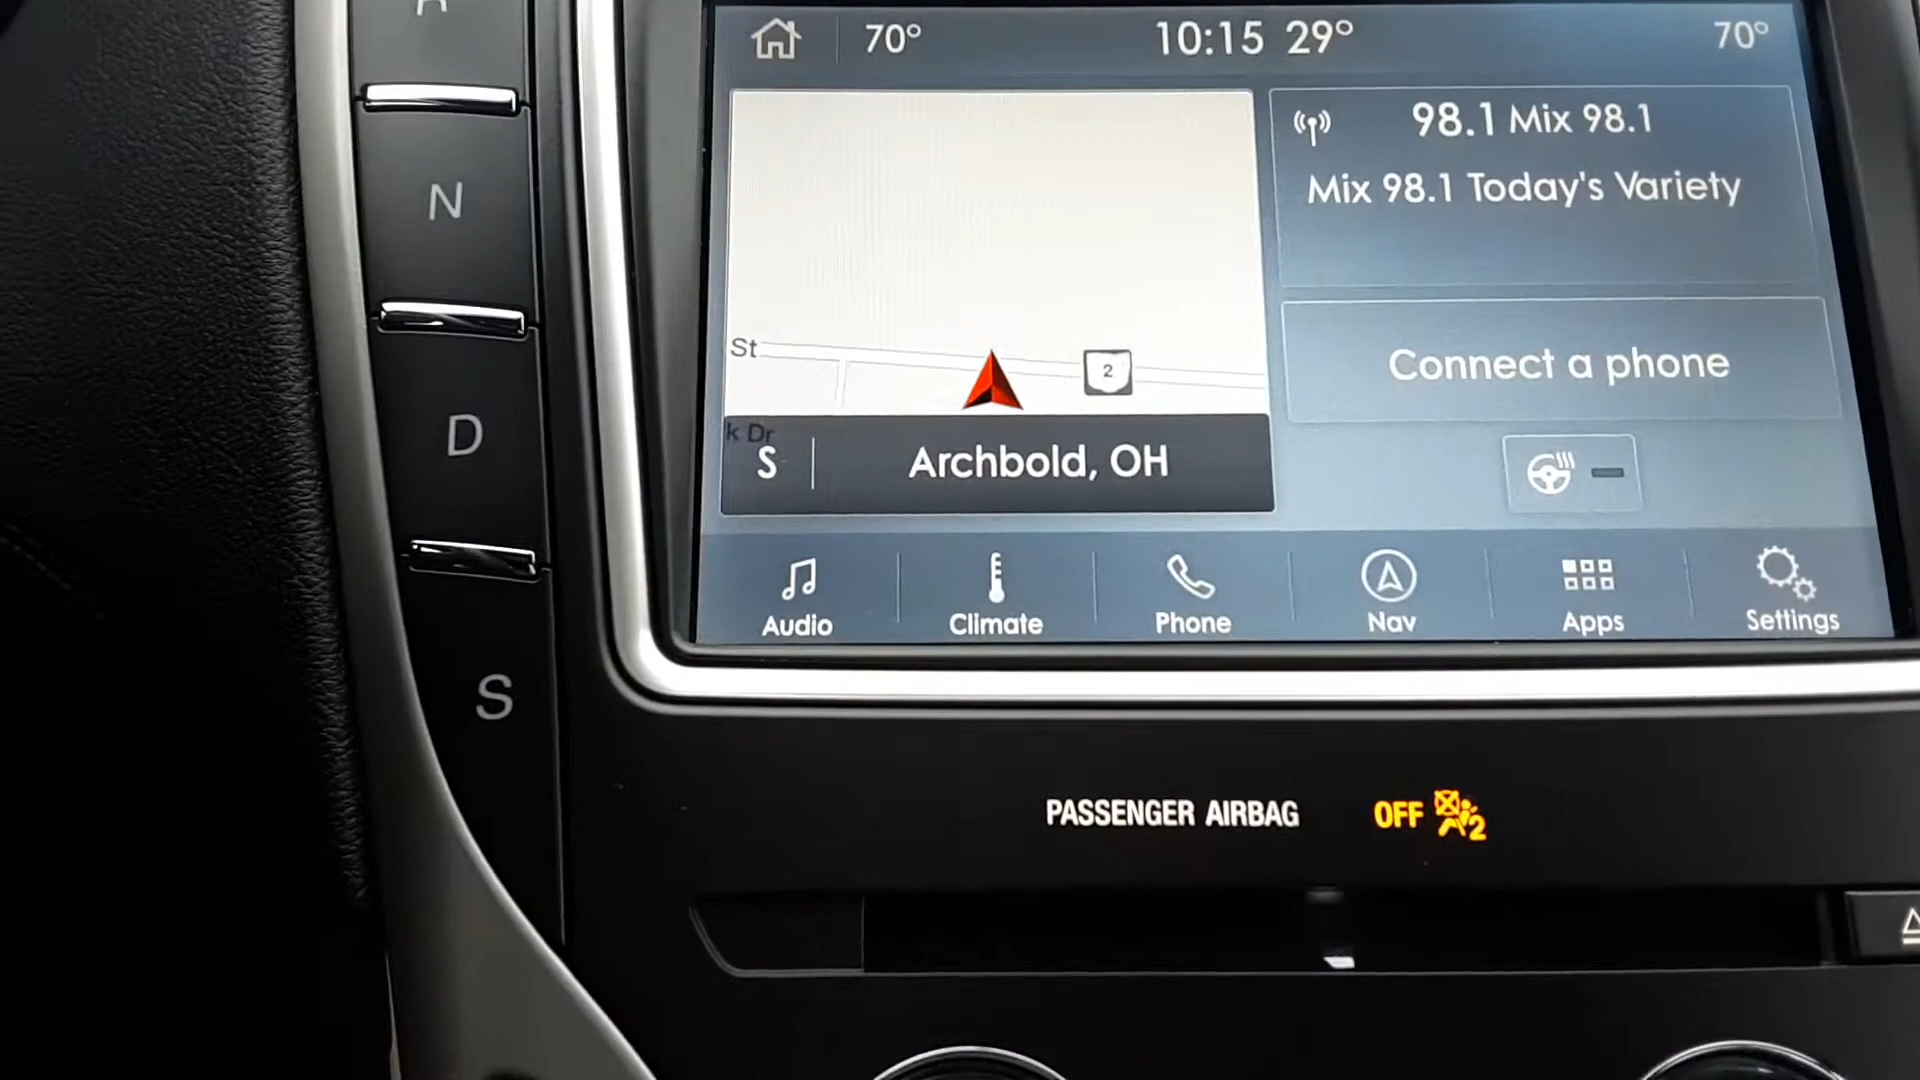 70° 10:15 29° 70°
98.1 Mix 98.1
Mix 98.1 Today's Variety
N
St
2
Connect a phone
D
k Dr
S Archbold, OH
Audio Climate Phone Nav Apps Settings
S
PASSENGER AIRBAG OFF 2